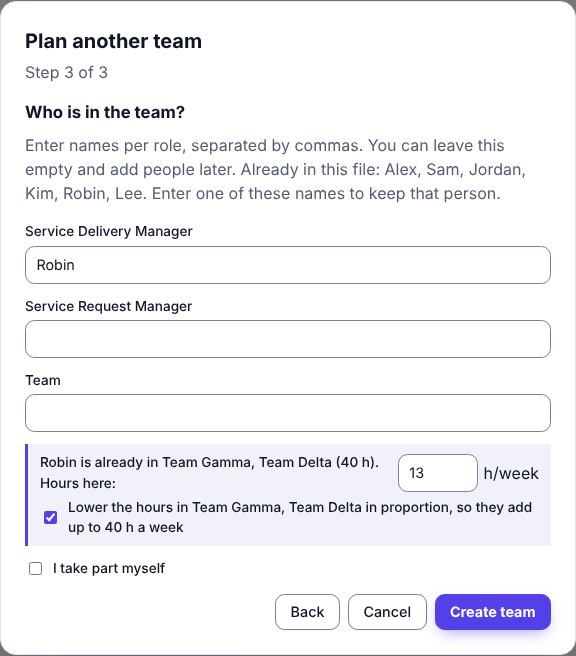 Plan another team
Step 3 of 3
Who is in the team?
Enter names per role, separated by commas. You can leave this
empty and add people later. Already in this file: Alex, Sam, Jordan,
Kim, Robin, Lee. Enter one of these names to keep that person.
Service Delivery Manager
Robin
Service Request Manager
Team
Robin is already in Team Gamma, Team Delta (40 h).
Hours here:
13 h/week
Lower the hours in Team Gamma, Team Delta in proportion, so they add
up to 40 h a week
I take part myself
Back Cancel Create team